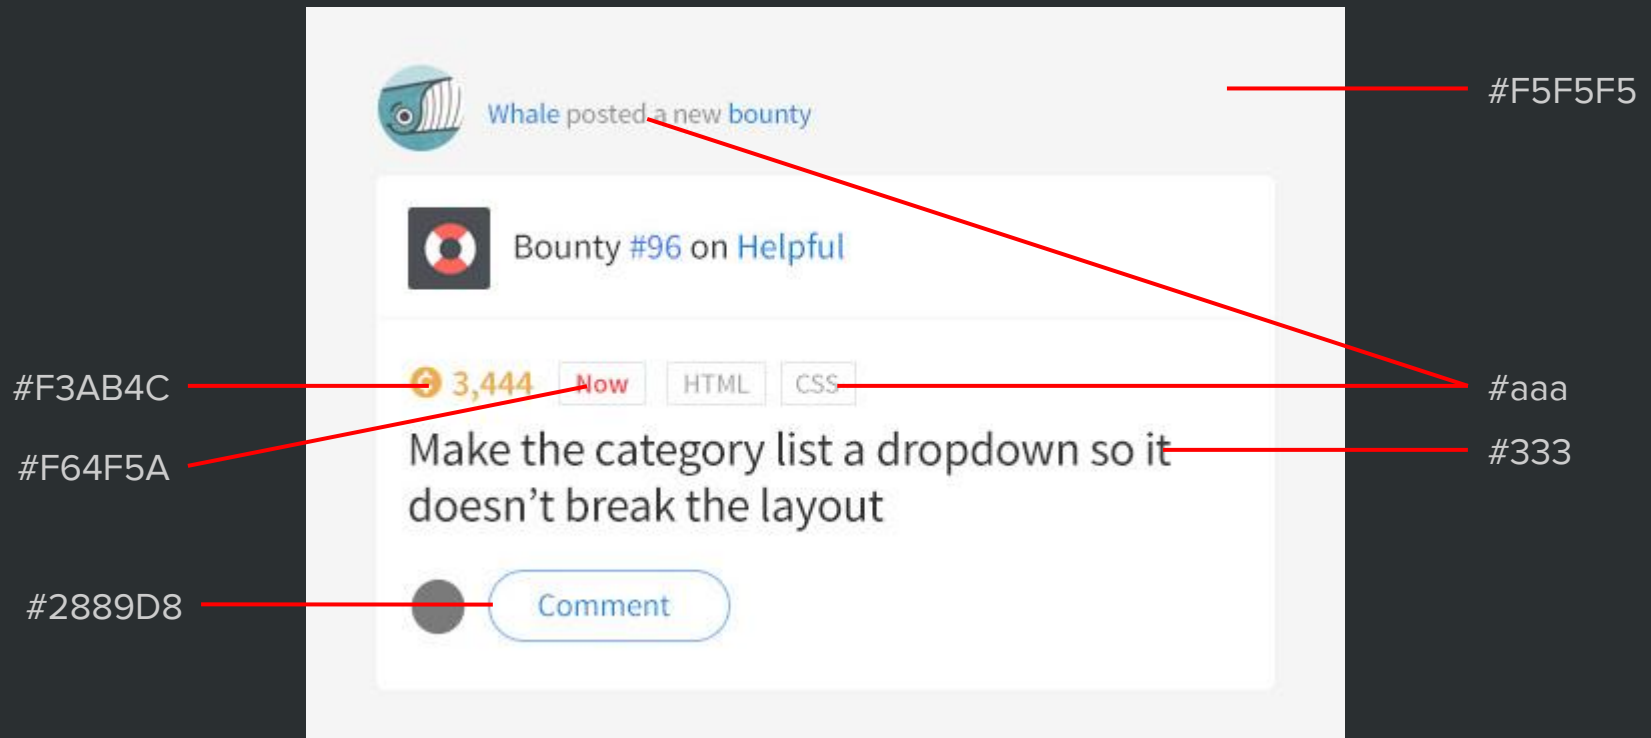 #F5F5F5
Whale posted a new bounty
Bounty #96 on Helpful
#F3AB4C
3,444 Now HTML CSS
#aaa
#F64F5A
Make the category list a dropdown so it
#333
doesn’t break the layout
#2889D8
Comment